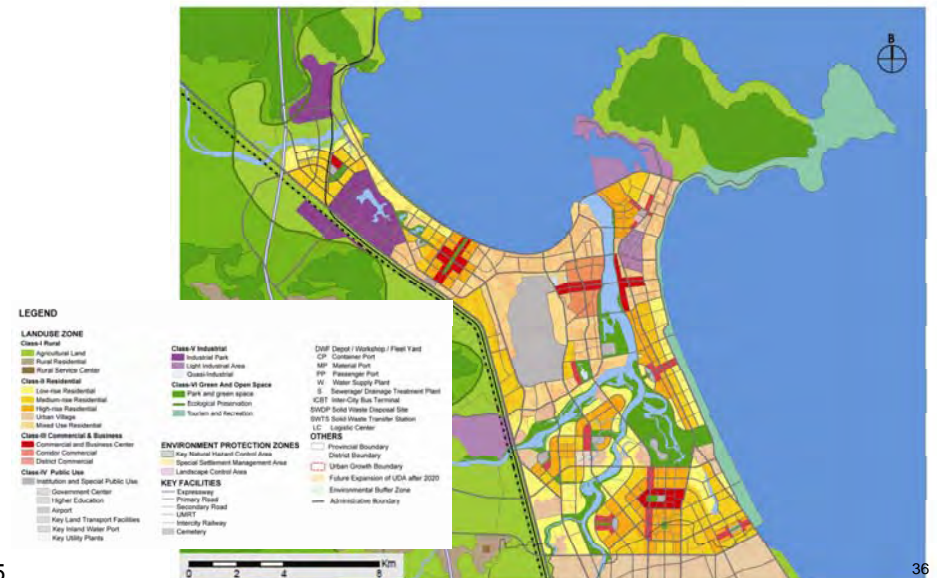 B
LEGEND
LANDUSE ZONE
Class-I Rural
Agricultural Land
Rural Residential
Rural Service Center
Class-II Residential
Low-rise Residential
Medium-rise Residential
High-rise Residential
Urban Village
Mixed Use Residential
Class-III Commercial & Business
Commercial and Business Center
Corridor Commercial
District Commercial
Class-IV Public Use
Institution and Special Public Use
Government Center
Higher Education
Airport
Key Land Transport Facilities
Key Inland Water Port
Key Utility Plants
Class-V Industrial
Industrial Park
Light Industrial Area
Quasi-Industrial
Class-VI Green And Open Space
Park and green space
Ecological Preservation
Tourism and Recreation
ENVIRONMENT PROTECTION ZONES
Key Natural Hazard Control Area
Special Settlement Management Area
Landscape Control Area
KEY FACILITIES
Expressway
Primary Road
Secondary Road
UMRT
Intercity Railway
Cemetery
DWF Depot / Workshop / Fleet Yard
CP Container Port
MP Material Port
PP Passenger Port
W Water Supply Plant
S Sewerage/ Drainage Treatment Plant
ICBT Inter-City Bus Terminal
SWDP Solid Waste Disposal Site
SWTS Solid Waste Transfer Station
LC Logistic Center
OTHERS
Provincial Boundary
District Boundary
Urban Growth Boundary
Future Expansion of UDA after 2020
Environmental Buffer Zone
Administrative Boundary
Km
0 2 4 8
5
36